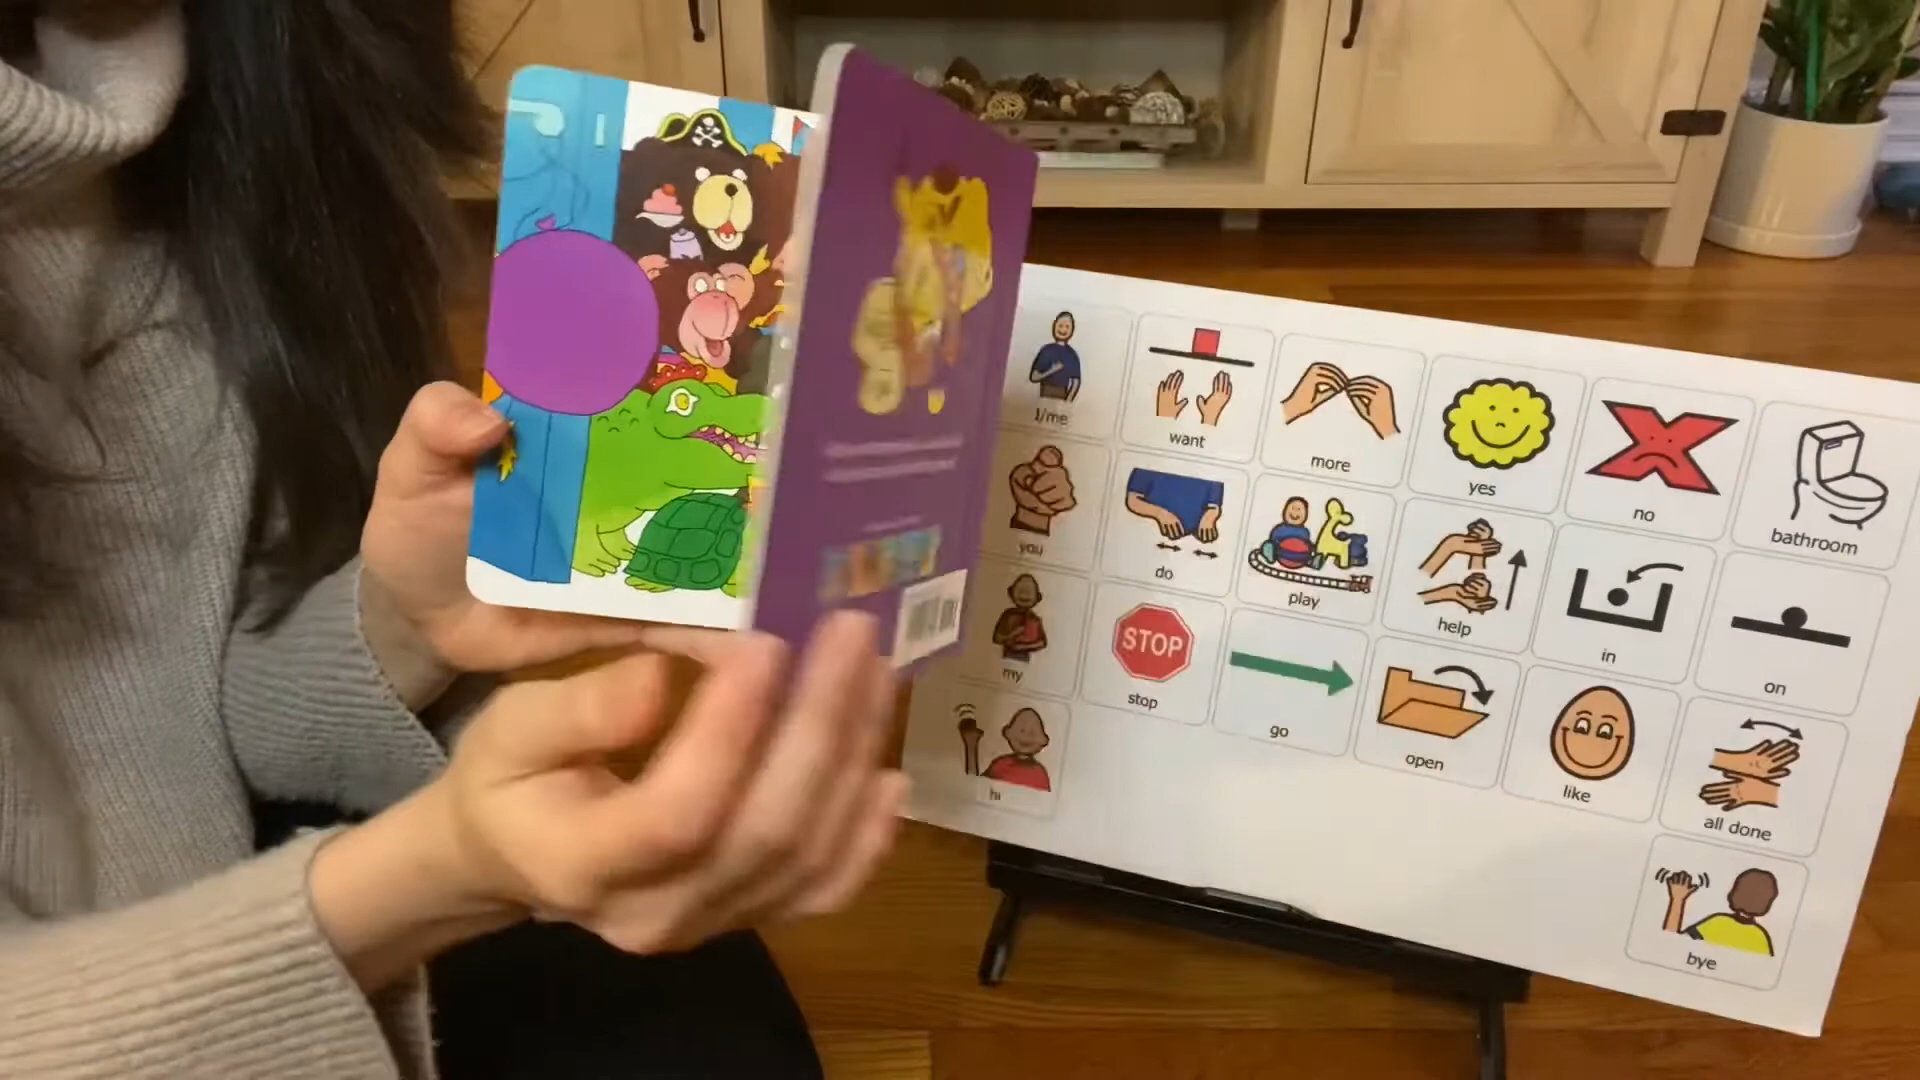 I/me
want
more
yes
no
bathroom
you
do
play
help
in
on
my
STOP
stop
go
open
like
all done
hi
bye